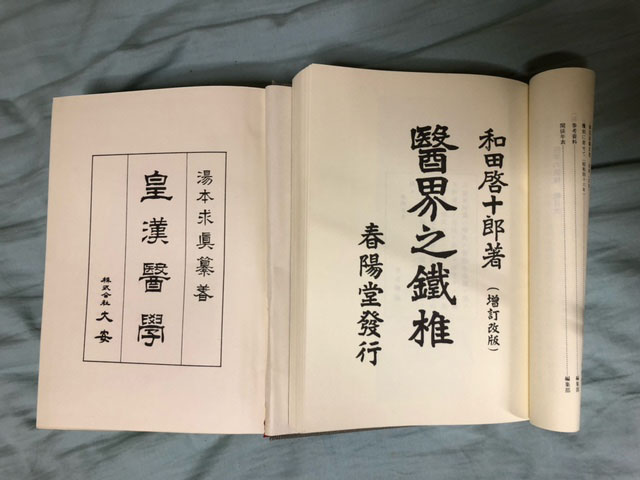 和田啓十郎著（增訂改版）
醫界之鐵椎
春陽堂發行
湯本求眞纂著
皇漢醫學
株式会社大安